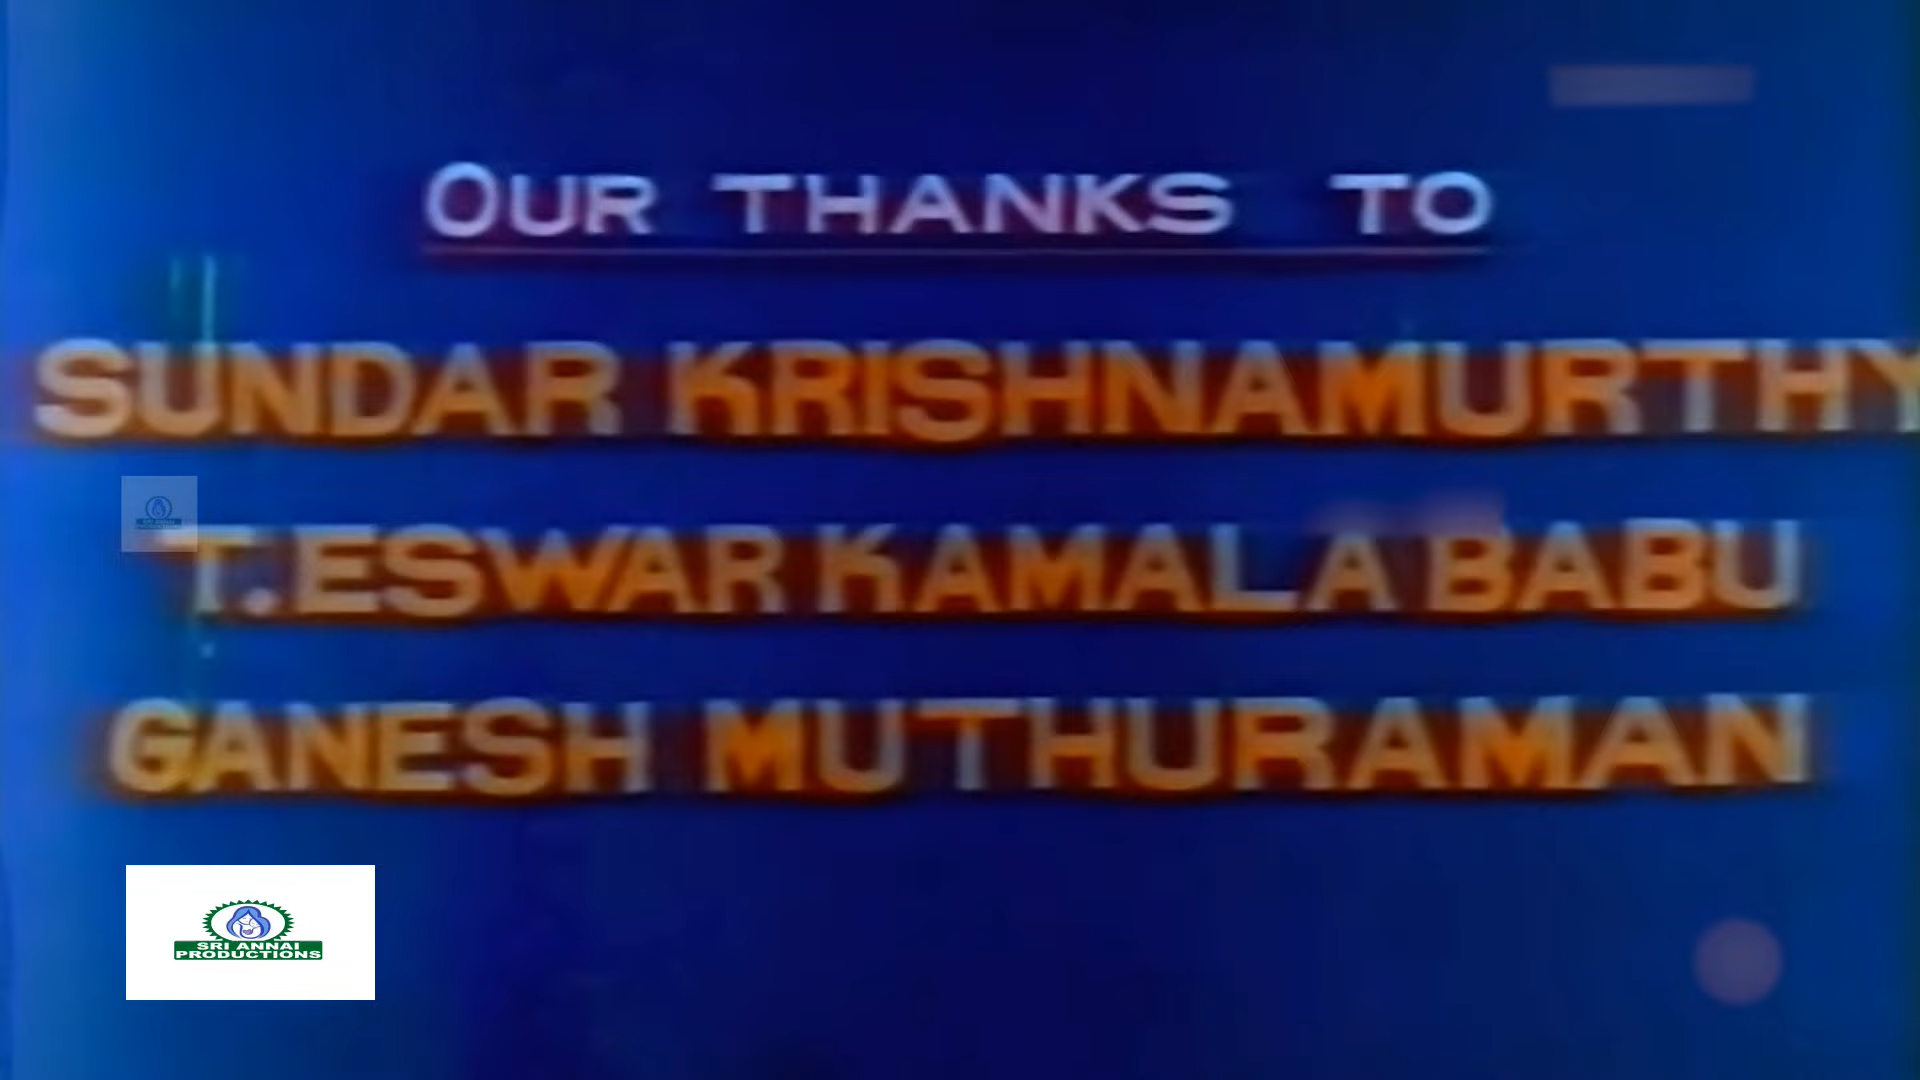 OUR THANKS TO
SUNDAR KRISHNAMURTHY
T.ESWAR KAMALA BABU
GANESH MUTHURAMAN
SRI ANNAI
PRODUCTIONS